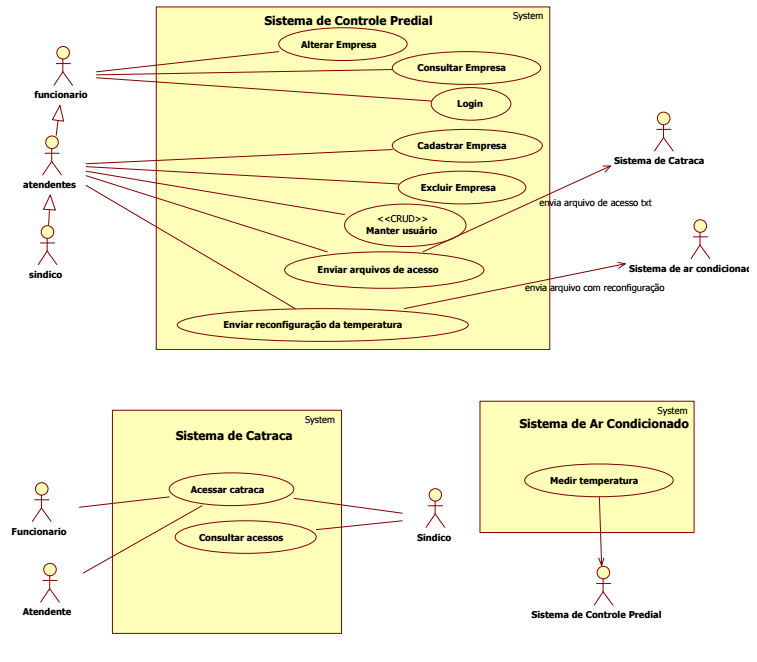 System
Sistema de Controle Predial
Alterar Empresa
Consultar Empresa
funcionario
Login
Cadastrar Empresa
Sistema de Catraca
atendentes
Excluir Empresa
envia arquivo de acesso txt
<<CRUD>>
Manter usuário
sindico
Enviar arquivos de acesso
Sistema de ar condicionado
envia arquivo com reconfiguração
Enviar reconfiguração da temperatura
System
Sistema de Catraca
System
Sistema de Ar Condicionado
Acessar catraca
Medir temperatura
Funcionario
Consultar acessos
Sindico
Atendente
Sistema de Controle Predial